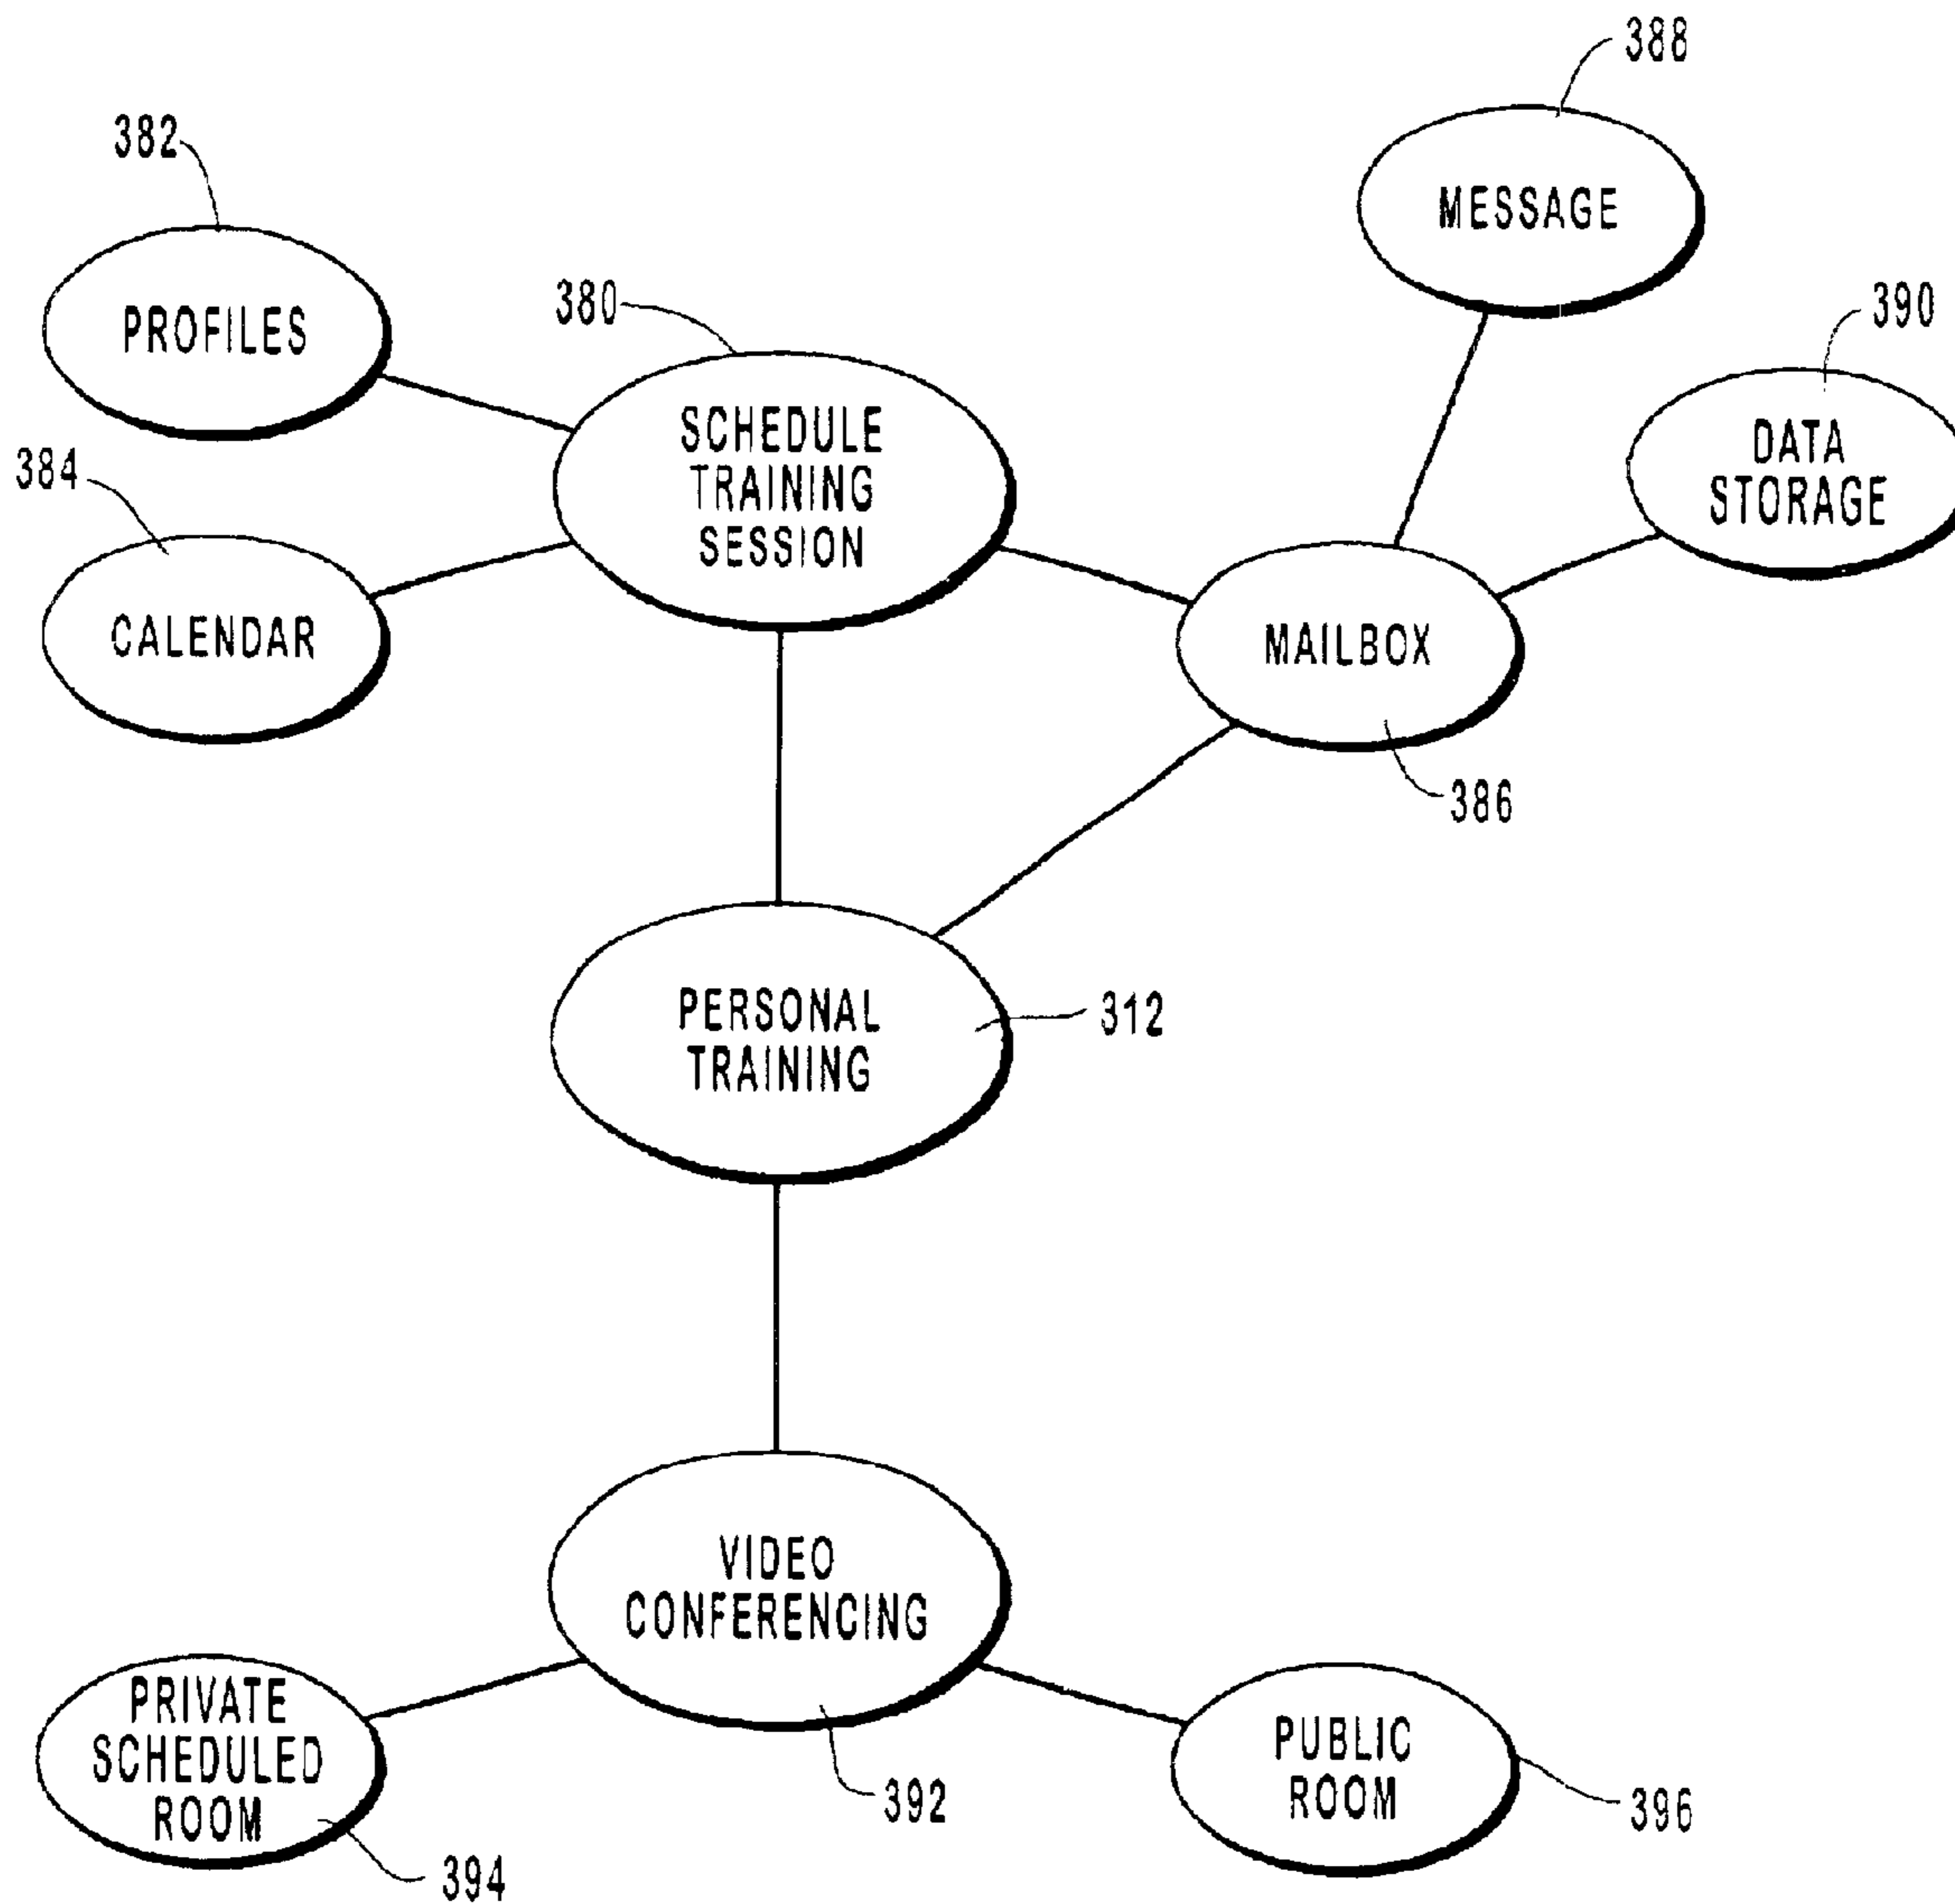 388
382
MESSAGE
380
390
PROFILES
SCHEDULE
TRAINING
SESSION
DATA
STORAGE
384
CALENDAR
MAILBOX
386
PERSONAL
TRAINING
312
VIDEO
CONFERENCING
PRIVATE
SCHEDULED
ROOM
PUBLIC
ROOM
392
396
394